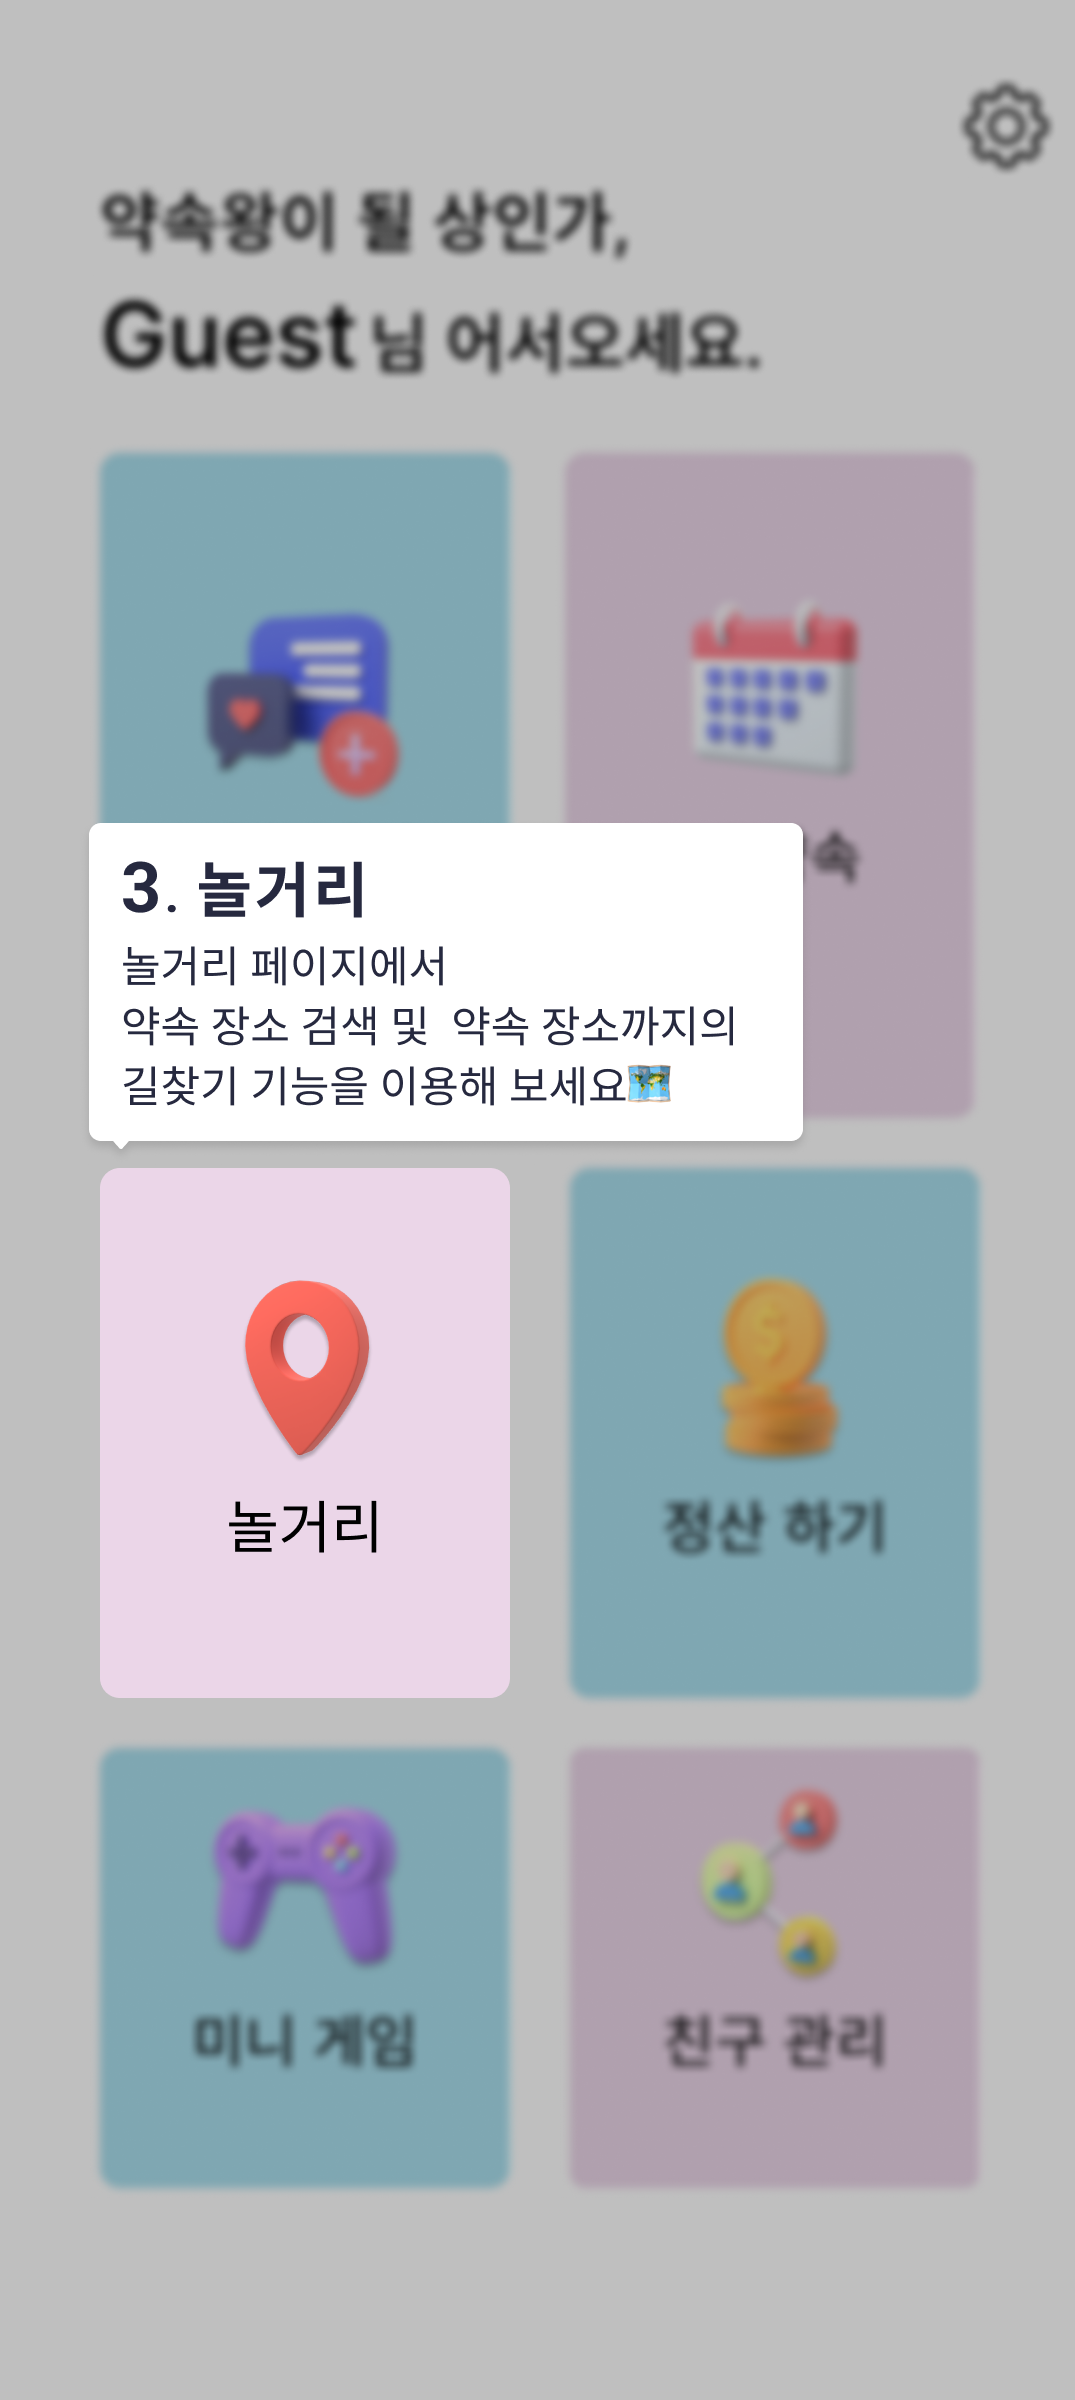 약속왕이 될 상인가,
Guest 님 어서오세요.
3. 놀거리
놀거리 페이지에서
약속 장소 검색 및  약속 장소까지의
길찾기 기능을 이용해 보세요🗺️
놀거리
정산 하기
미니 게임
친구 관리